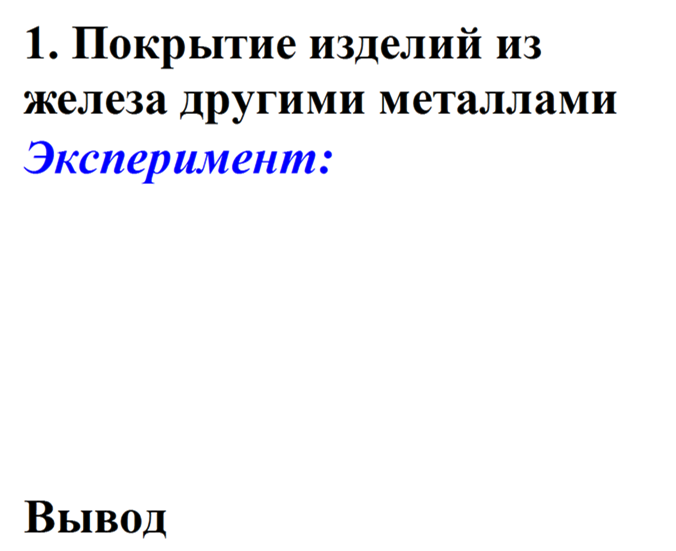 1. Покрытие изделий из
железа другими металлами
Эксперимент:
Вывод